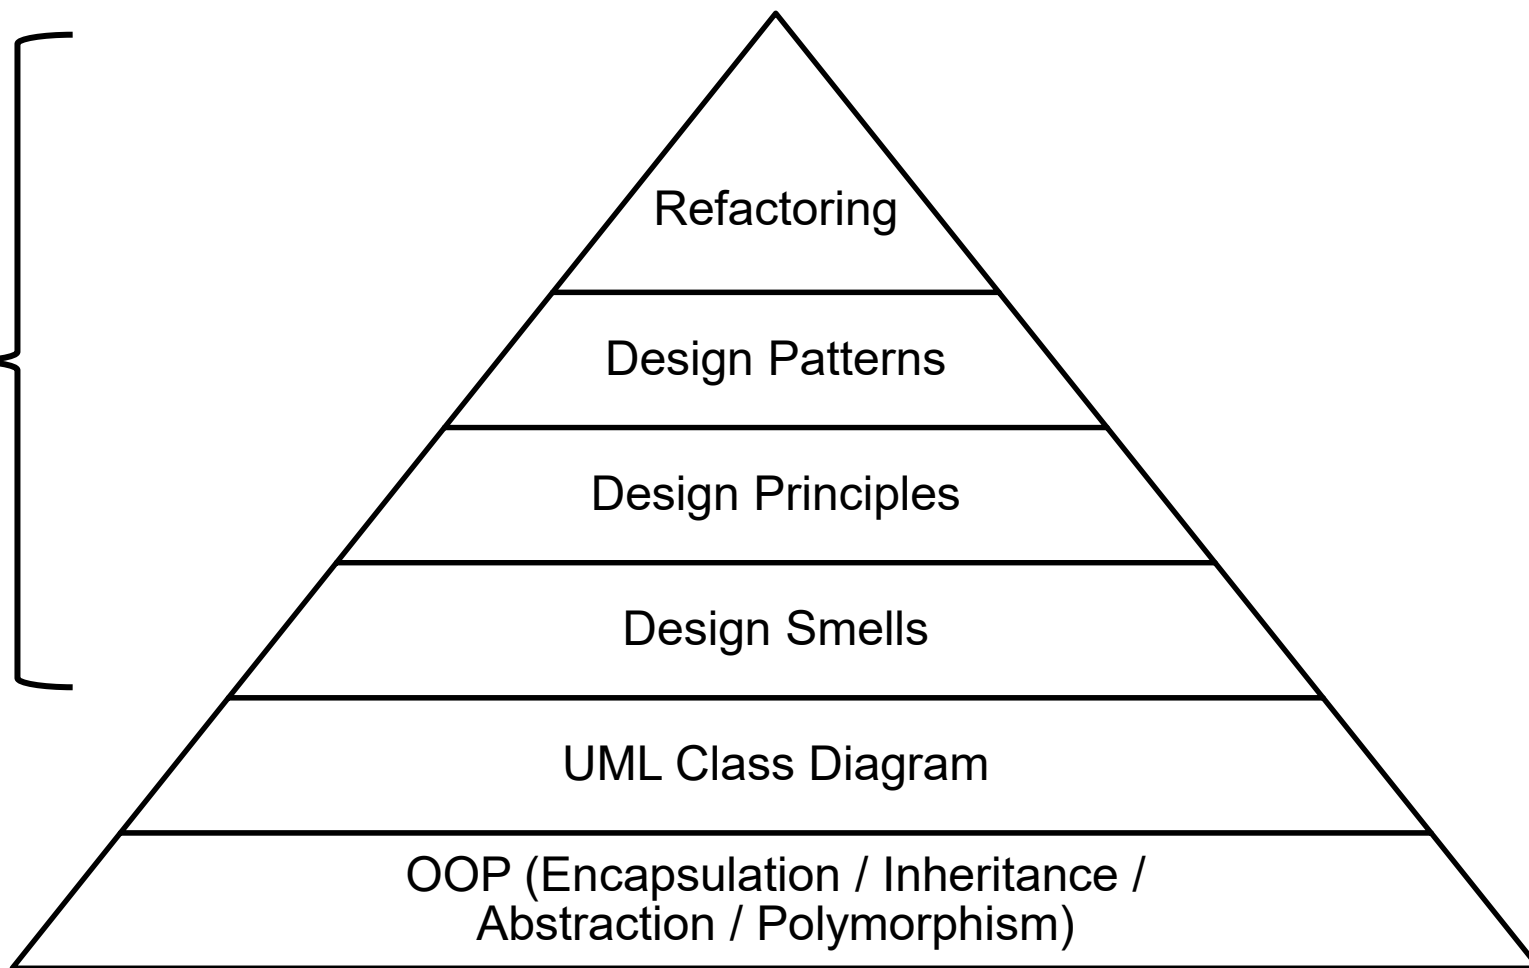 Refactoring
Design Patterns
Design Principles
Design Smells
UML Class Diagram
OOP (Encapsulation / Inheritance /
Abstraction / Polymorphism)